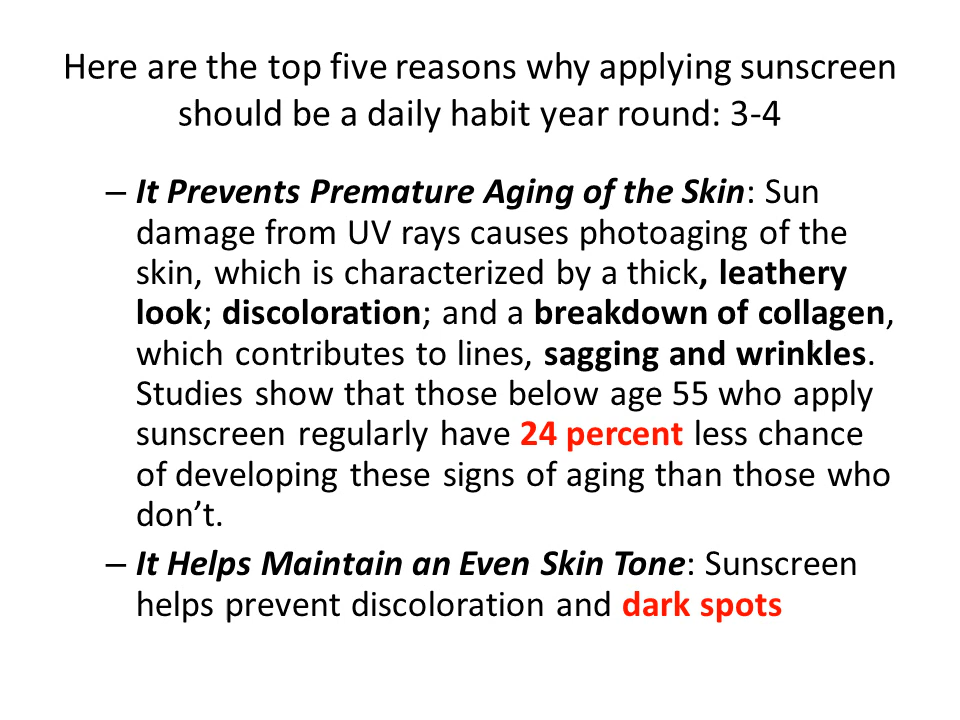 Here are the top five reasons why applying sunscreen
should be a daily habit year round: 3-4
– It Prevents Premature Aging of the Skin: Sun
damage from UV rays causes photoaging of the
skin, which is characterized by a thick, leathery
look; discoloration; and a breakdown of collagen,
which contributes to lines, sagging and wrinkles.
Studies show that those below age 55 who apply
sunscreen regularly have 24 percent less chance
of developing these signs of aging than those who
don’t.
– It Helps Maintain an Even Skin Tone: Sunscreen
helps prevent discoloration and dark spots